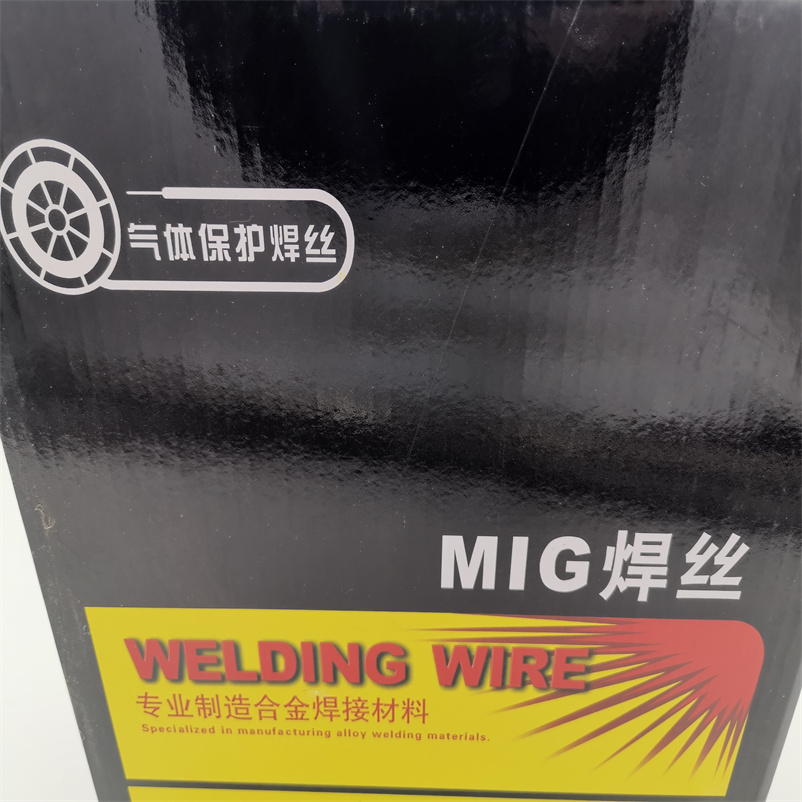 气体保护焊丝
MIG焊丝
WELDING WIRE
专业制造合金焊接材料
Specialized in manufacturing alloy welding materials.